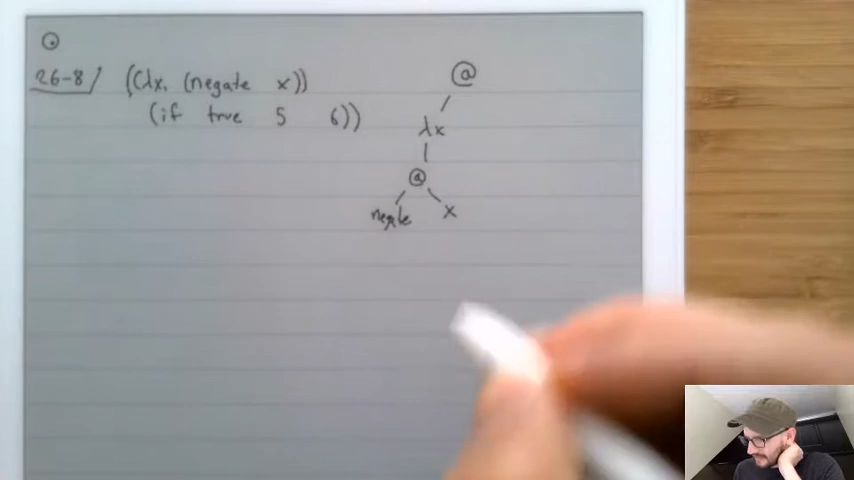 26-8/ ((λx. (negate x))
(if true 5 6))
@
λx
@
negate x